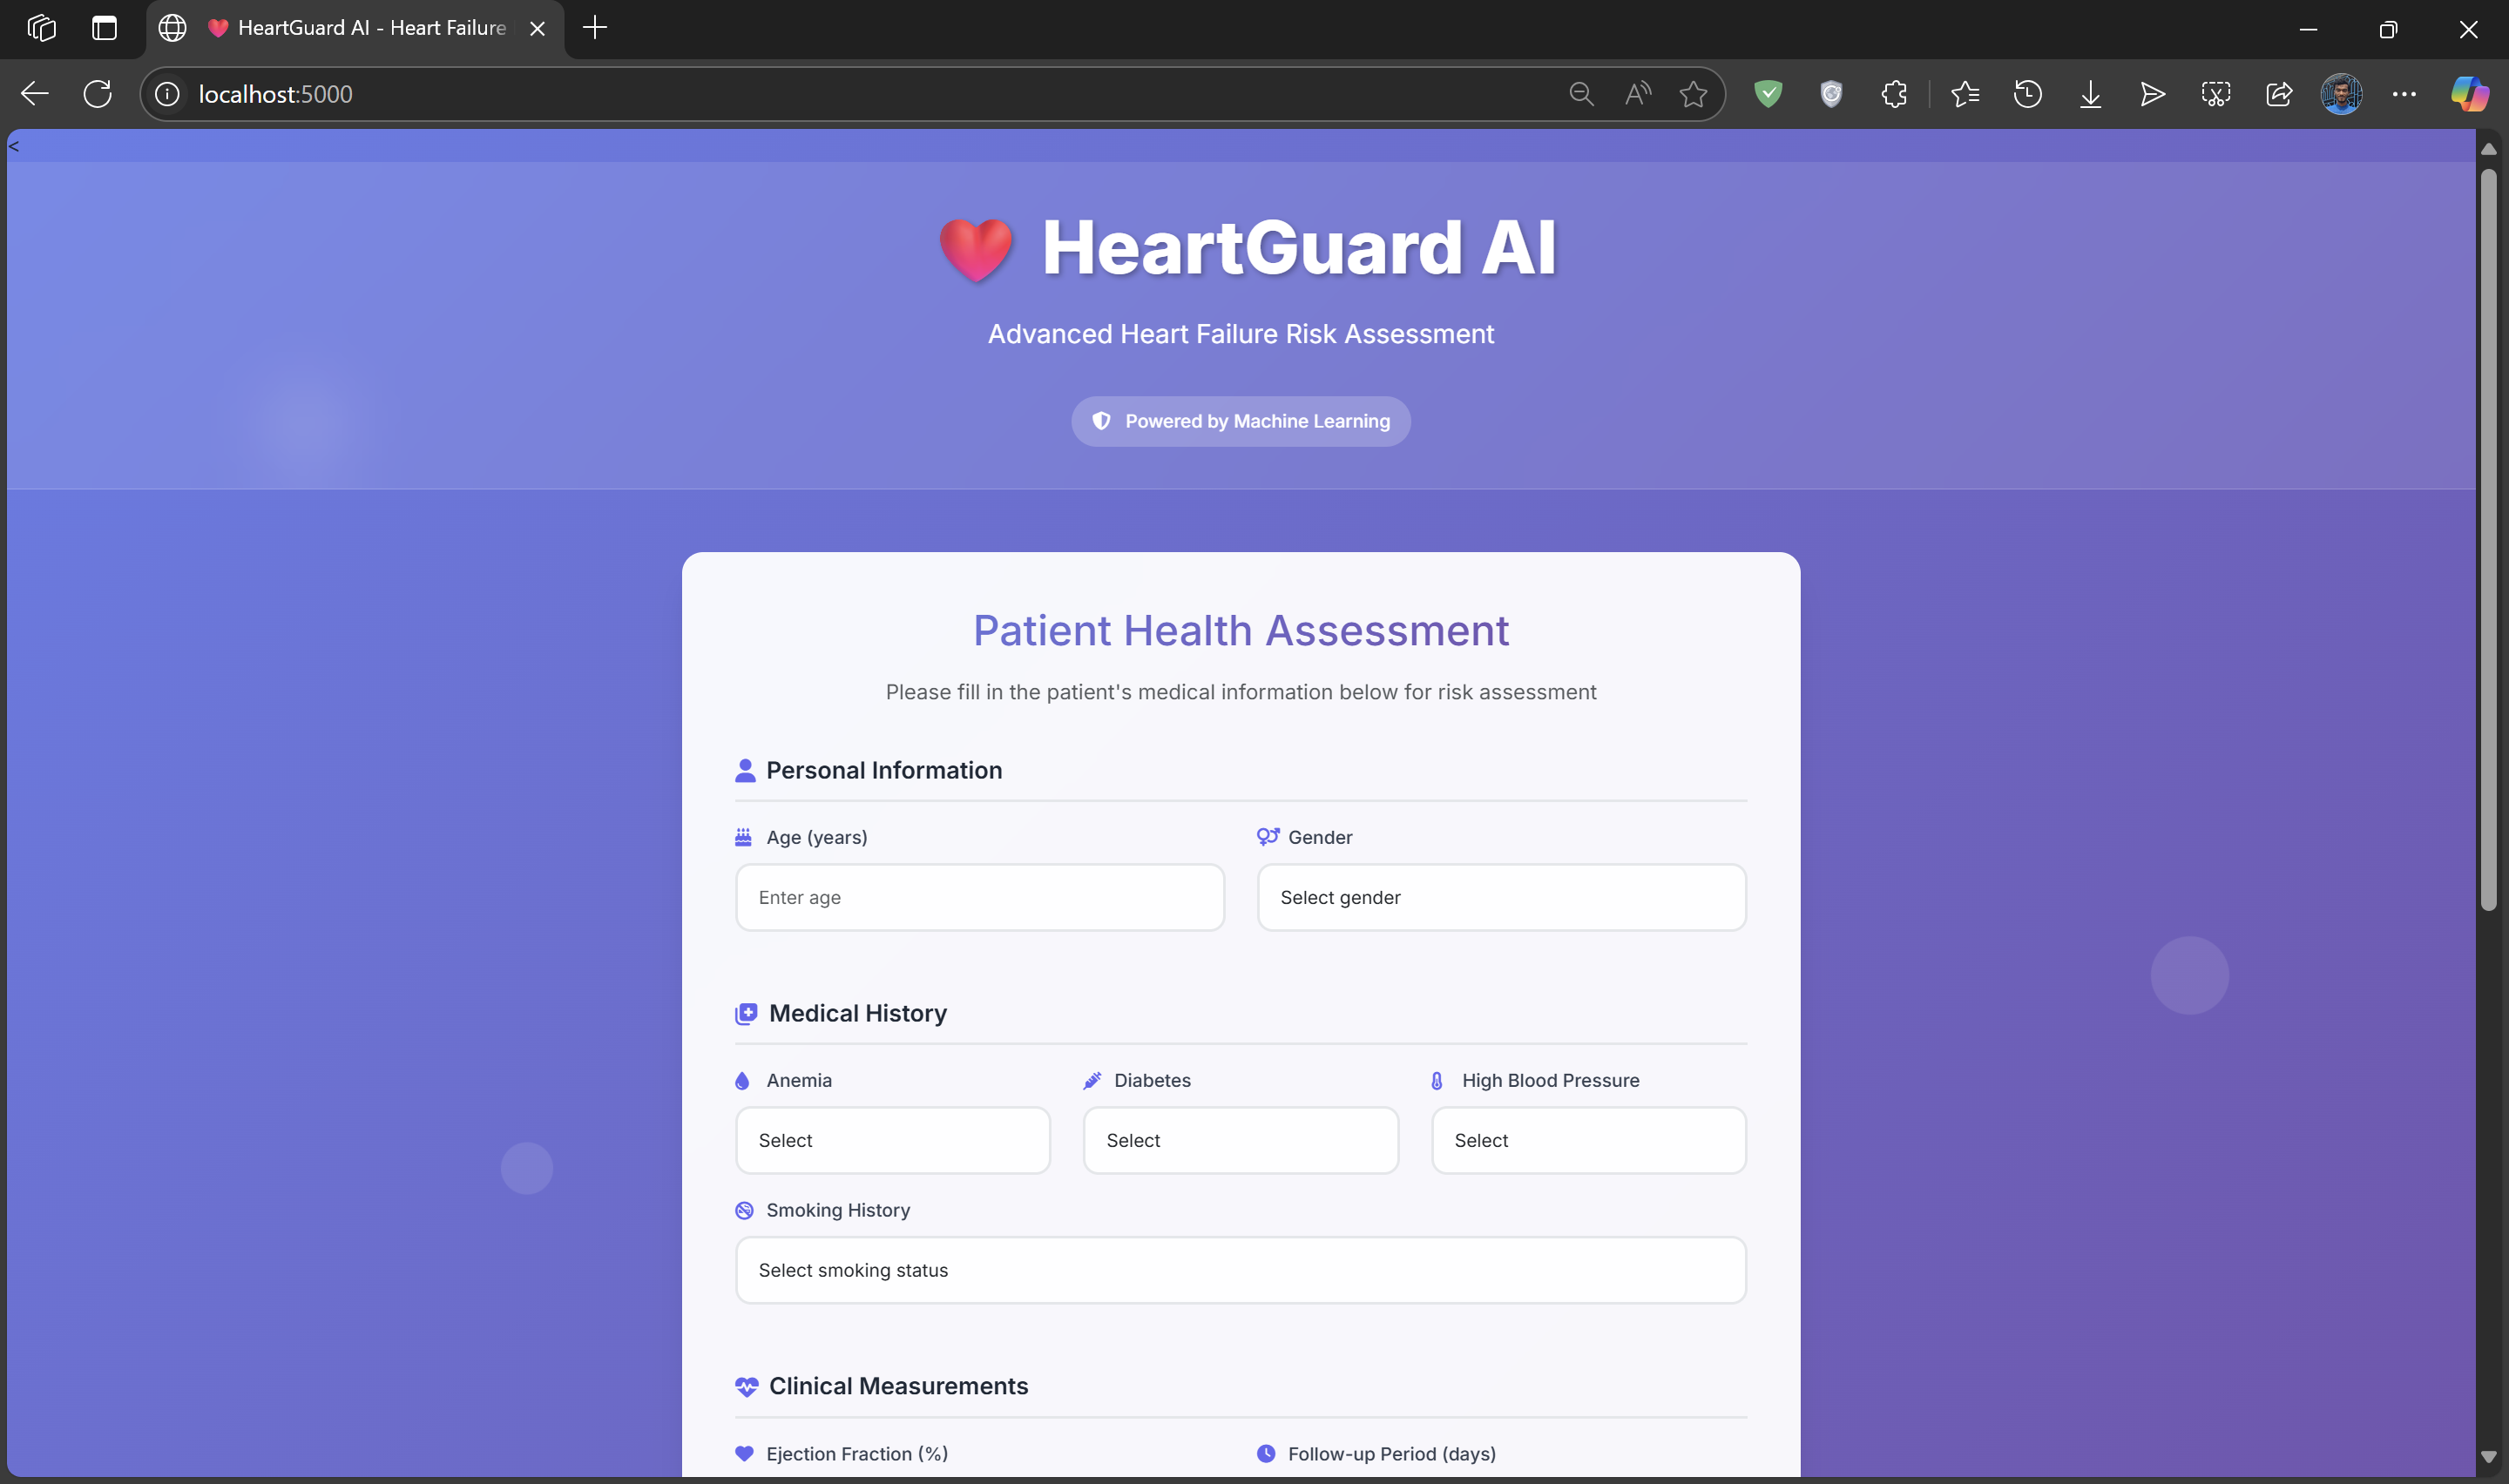 HeartGuard AI - Heart Failure
localhost:5000
<
HeartGuard AI
Advanced Heart Failure Risk Assessment
Powered by Machine Learning
Patient Health Assessment
Please fill in the patient's medical information below for risk assessment
Personal Information
Age (years) Gender
Enter age Select gender
Medical History
Anemia Diabetes High Blood Pressure
Select Select Select
Smoking History
Select smoking status
Clinical Measurements
Ejection Fraction (%) Follow-up Period (days)